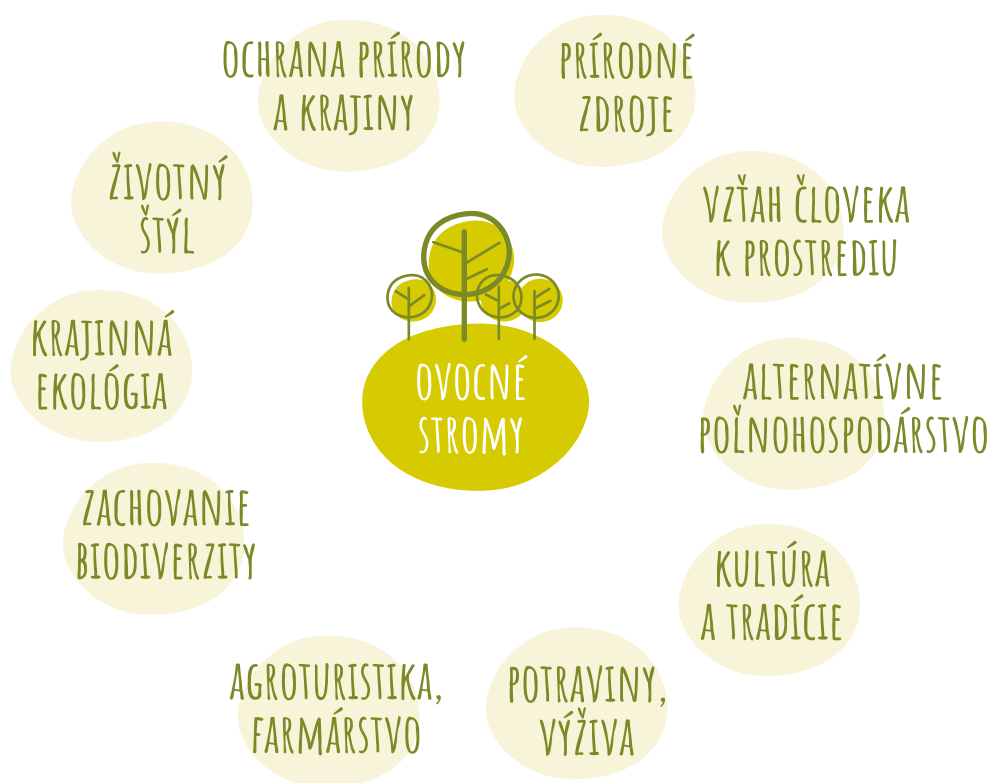 OCHRANA PRÍRODY
A KRAJINY
PRÍRODNÉ
ZDROJE
VZŤAH ČLOVEKA
K PROSTREDIU
ALTERNATÍVNE
POĽNOHOSPODÁRSTVO
KULTÚRA
A TRADÍCIE
POTRAVINY,
VÝŽIVA
AGROTURISTIKA,
FARMÁRSTVO
ZACHOVANIE
BIODIVERZITY
KRAJINNÁ
EKOLÓGIA
ŽIVOTNÝ
ŠTÝL
OVOCNÉ
STROMY